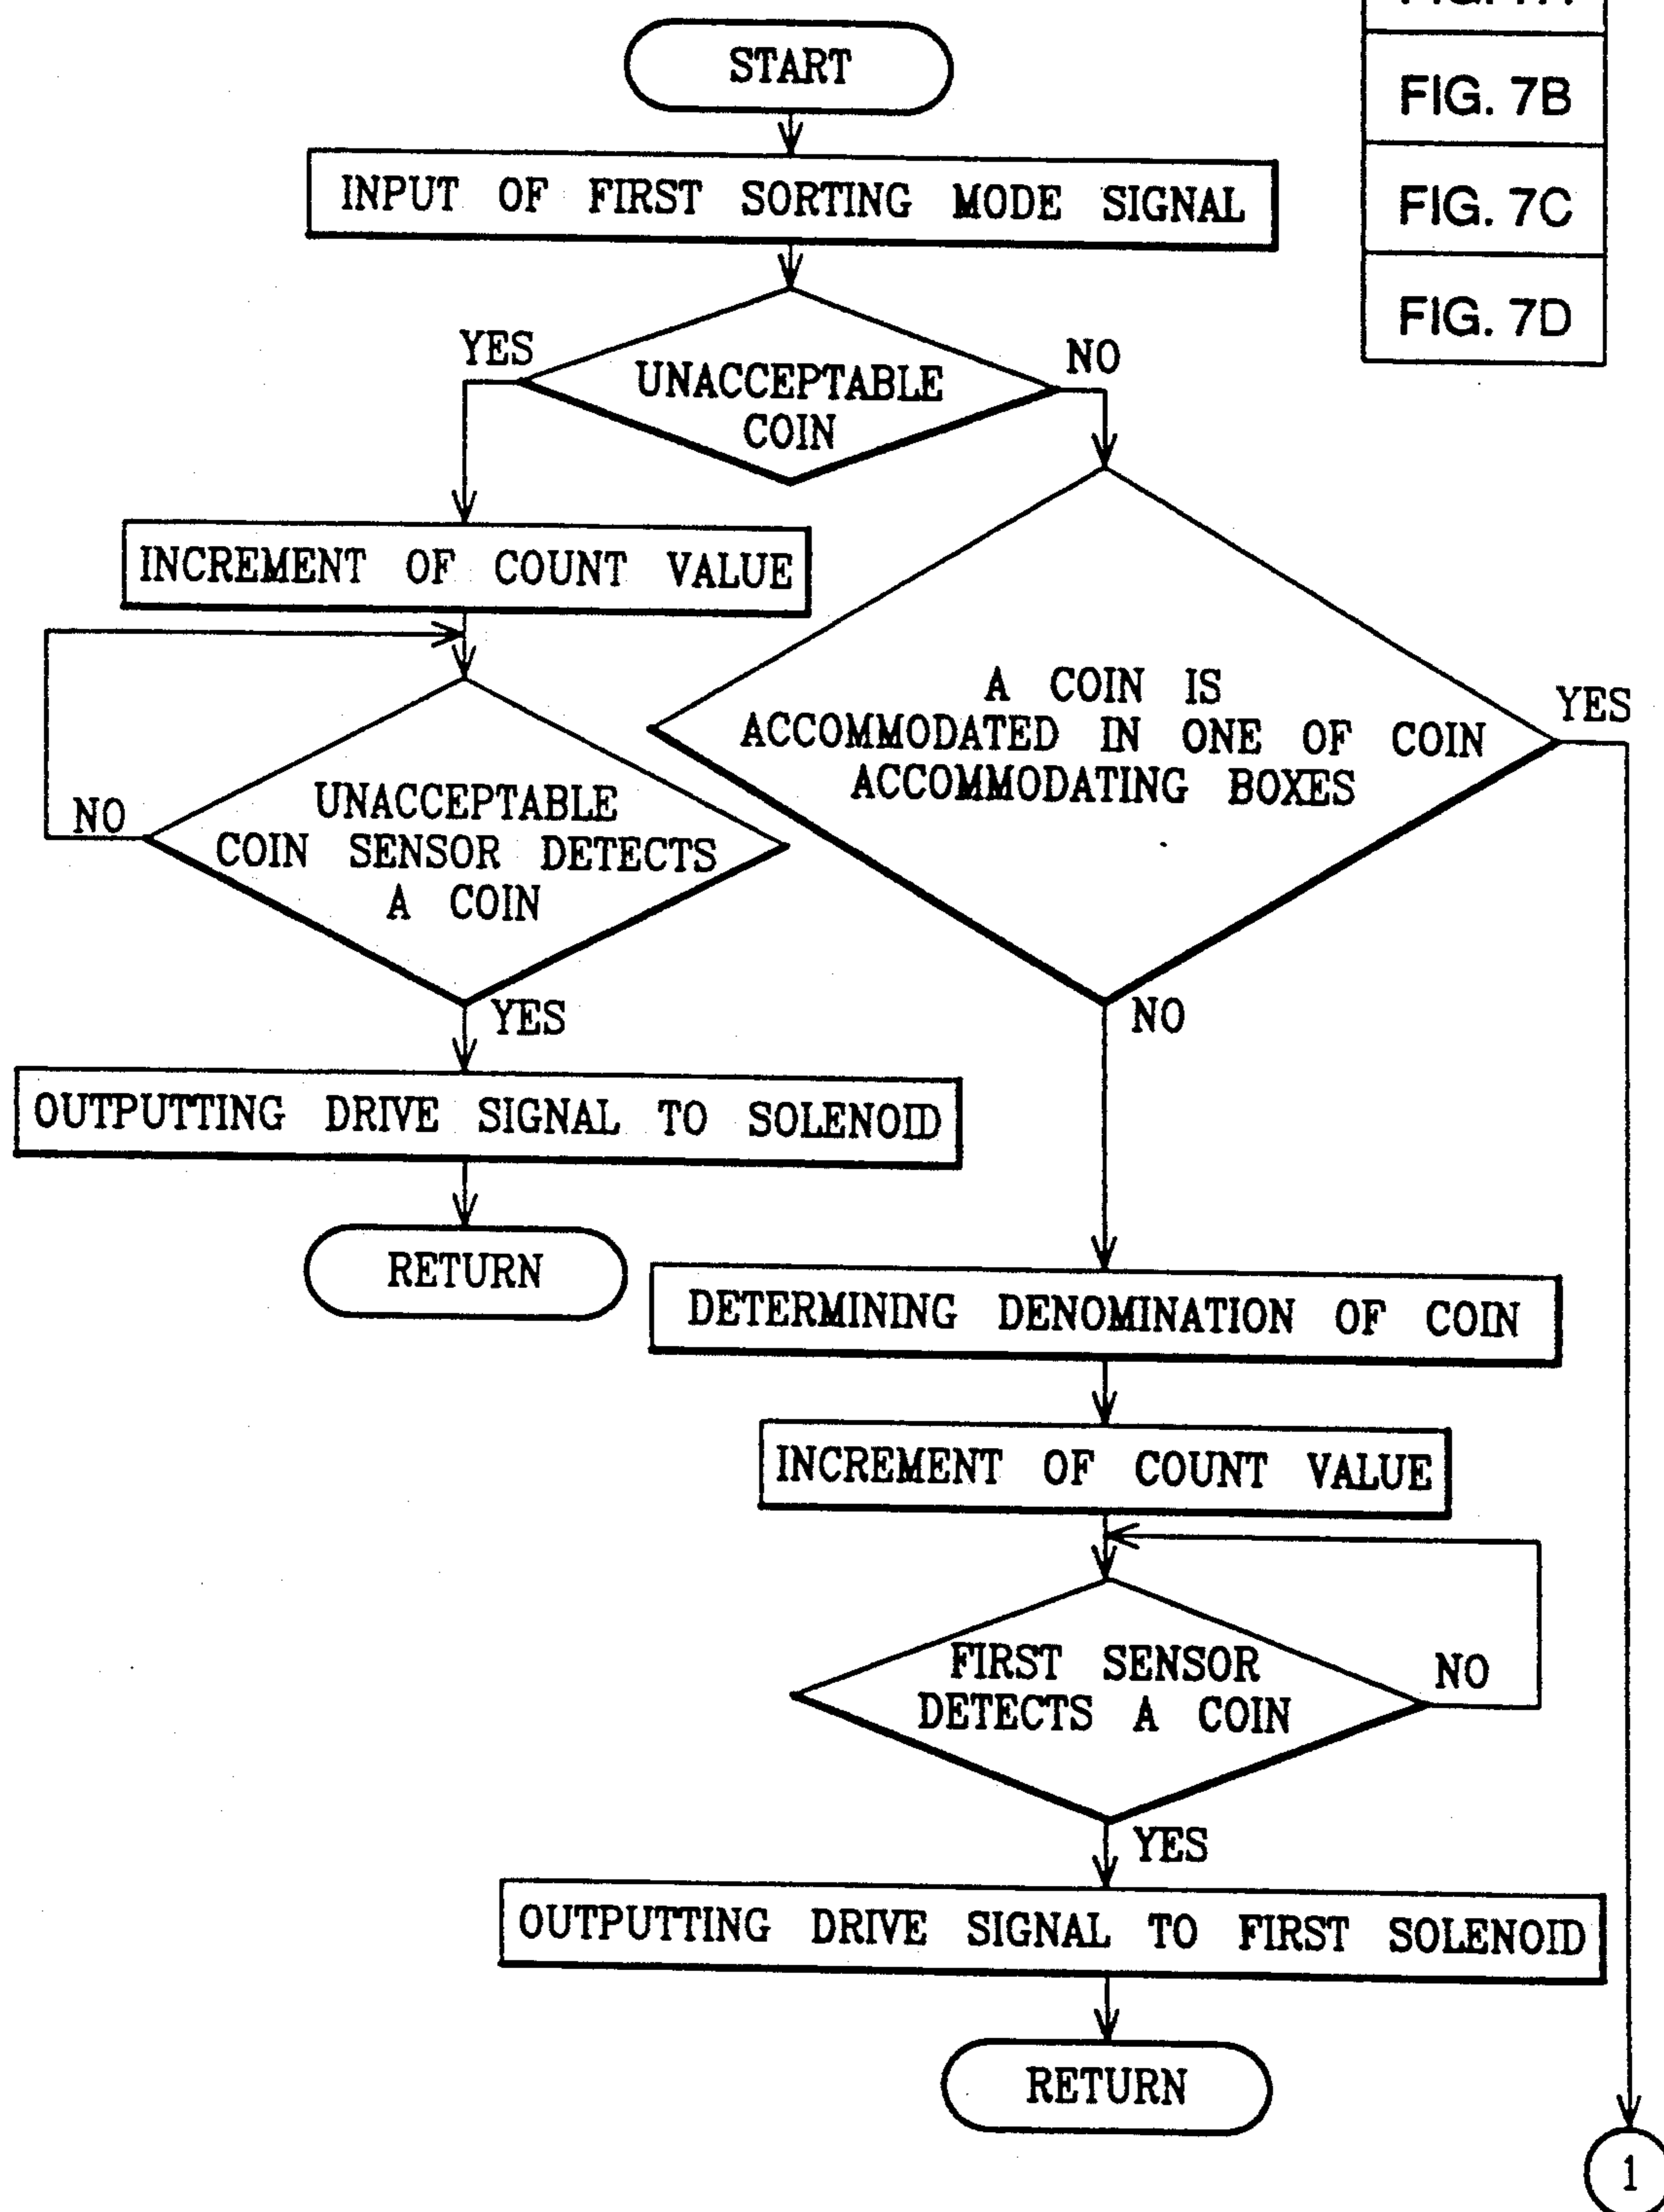 START
FIG. 7B
INPUT OF FIRST SORTING MODE SIGNAL
FIG. 7C
FIG. 7D
YES
NO
UNACCEPTABLE
COIN
INCREMENT OF COUNT VALUE
A COIN IS
ACCOMMODATED IN ONE OF COIN
ACCOMMODATING BOXES
YES
UNACCEPTABLE
COIN SENSOR DETECTS
A COIN
NO
YES
NO
OUTPUTTING DRIVE SIGNAL TO SOLENOID
RETURN
DETERMINING DENOMINATION OF COIN
INCREMENT OF COUNT VALUE
FIRST SENSOR
DETECTS A COIN
NO
YES
OUTPUTTING DRIVE SIGNAL TO FIRST SOLENOID
RETURN
1